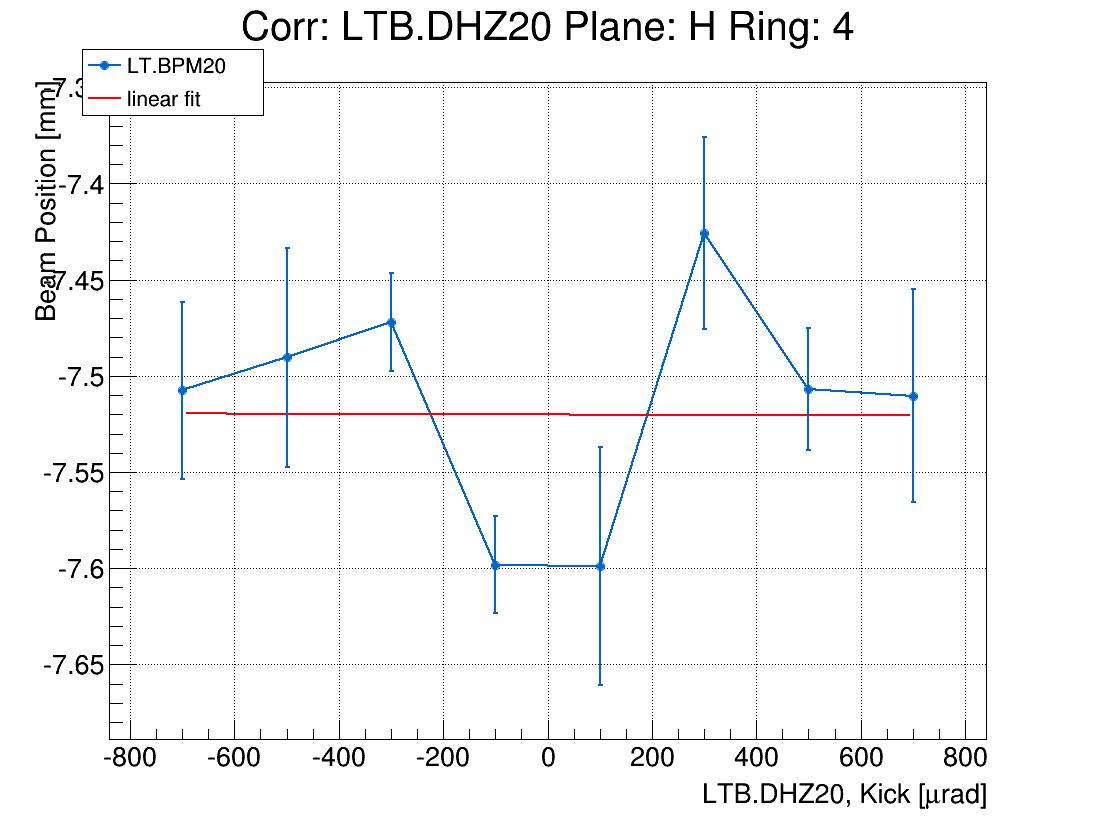 Corr: LTB.DHZ20 Plane: H Ring: 4
LT.BPM20
linear fit
Beam Position [mm]
-7.4
-7.45
-7.5
-7.55
-7.6
-7.65
-800 -600 -400 -200 0 200 400 600 800
LTB.DHZ20, Kick [μrad]